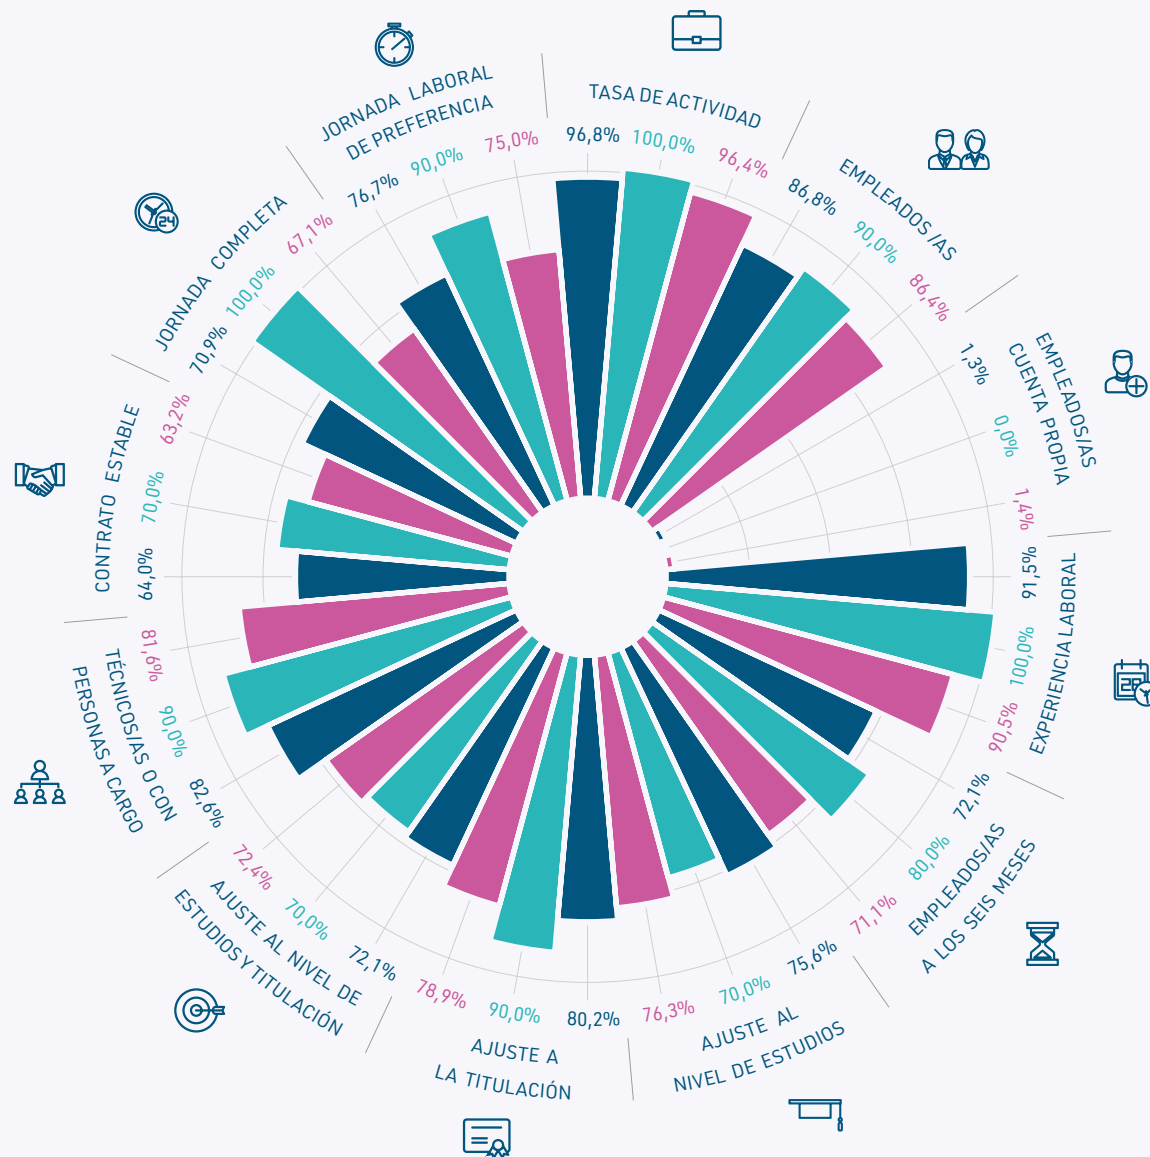 TASA DE ACTIVIDAD
96,8%
100,0%
96,4%
EMPLEADOS/AS
86,8%
90,0%
86,4%
EMPLEADOS/AS
CUENTA PROPIA
1,3%
0,0%
1,4%
EXPERIENCIA LABORAL
91,5%
100,0%
90,5%
EMPLEADOS/AS
A LOS SEIS MESES
72,1%
80,0%
71,1%
AJUSTE AL
NIVEL DE ESTUDIOS
75,6%
70,0%
76,3%
AJUSTE A
LA TITULACIÓN
80,2%
90,0%
78,9%
AJUSTE AL NIVEL DE
ESTUDIOS Y TITULACIÓN
72,1%
70,0%
72,4%
TÉCNICOS/AS O CON
PERSONAS A CARGO
82,6%
90,0%
81,6%
CONTRATO ESTABLE
64,0%
70,0%
63,2%
JORNADA COMPLETA
70,9%
100,0%
67,1%
JORNADA LABORAL
DE PREFERENCIA
76,7%
90,0%
75,0%
24